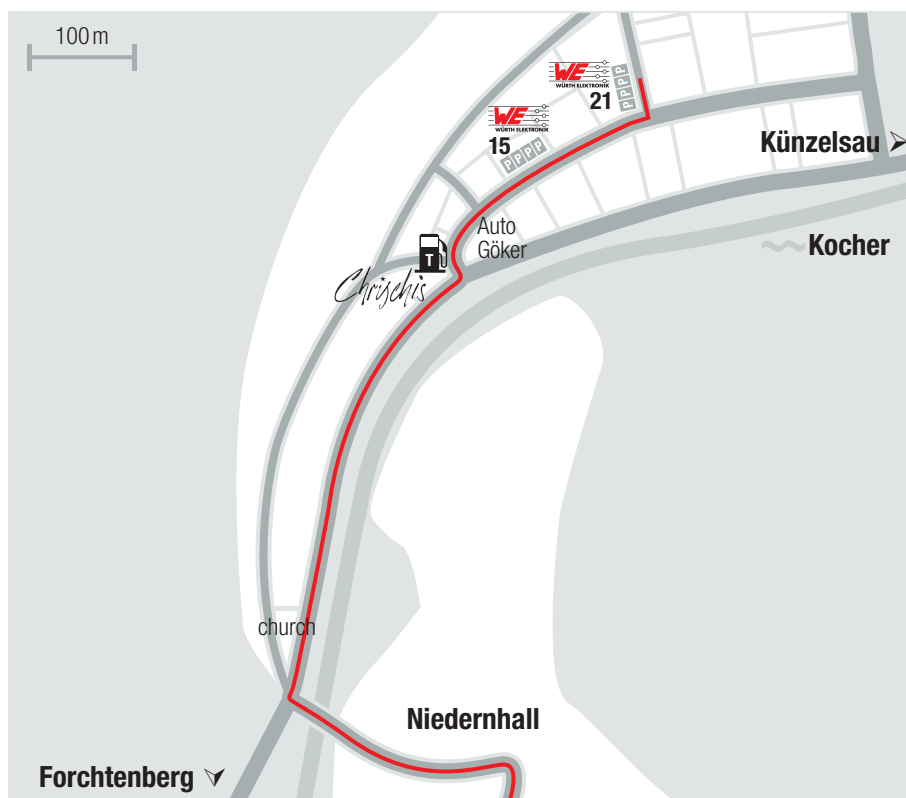 100 m
WE
WÜRTH ELEKTRONIK
21
PPPP
WE
WÜRTH ELEKTRONIK
15
PPPP
Künzelsau
Auto
Göker
Kocher
T
Chrischis
church
Niedernhall
Forchtenberg